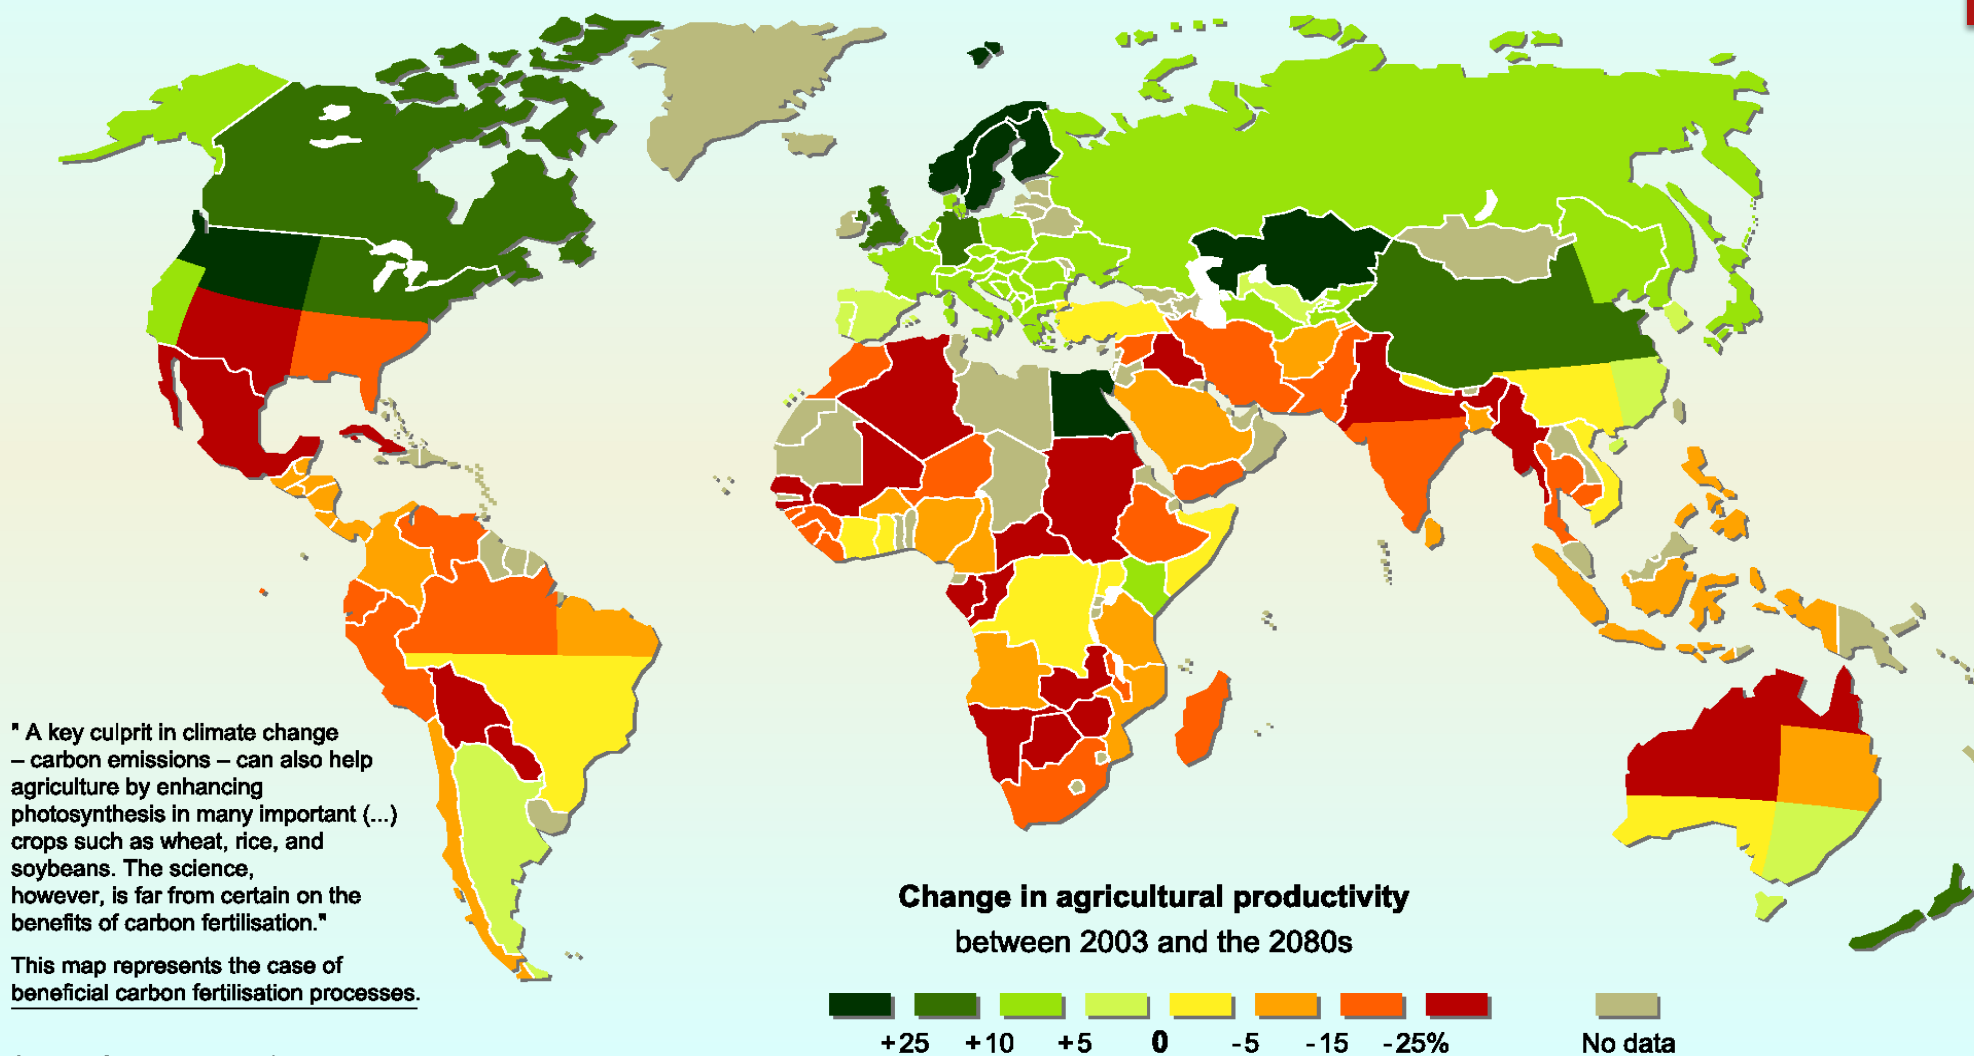 " A key culprit in climate change
– carbon emissions – can also help
agriculture by enhancing
photosynthesis in many important (...)
crops such as wheat, rice, and
soybeans. The science,
however, is far from certain on the
benefits of carbon fertilisation."
This map represents the case of
beneficial carbon fertilisation processes.
Change in agricultural productivity
between 2003 and the 2080s
+25 +10 +5 0 -5 -15 -25% No data